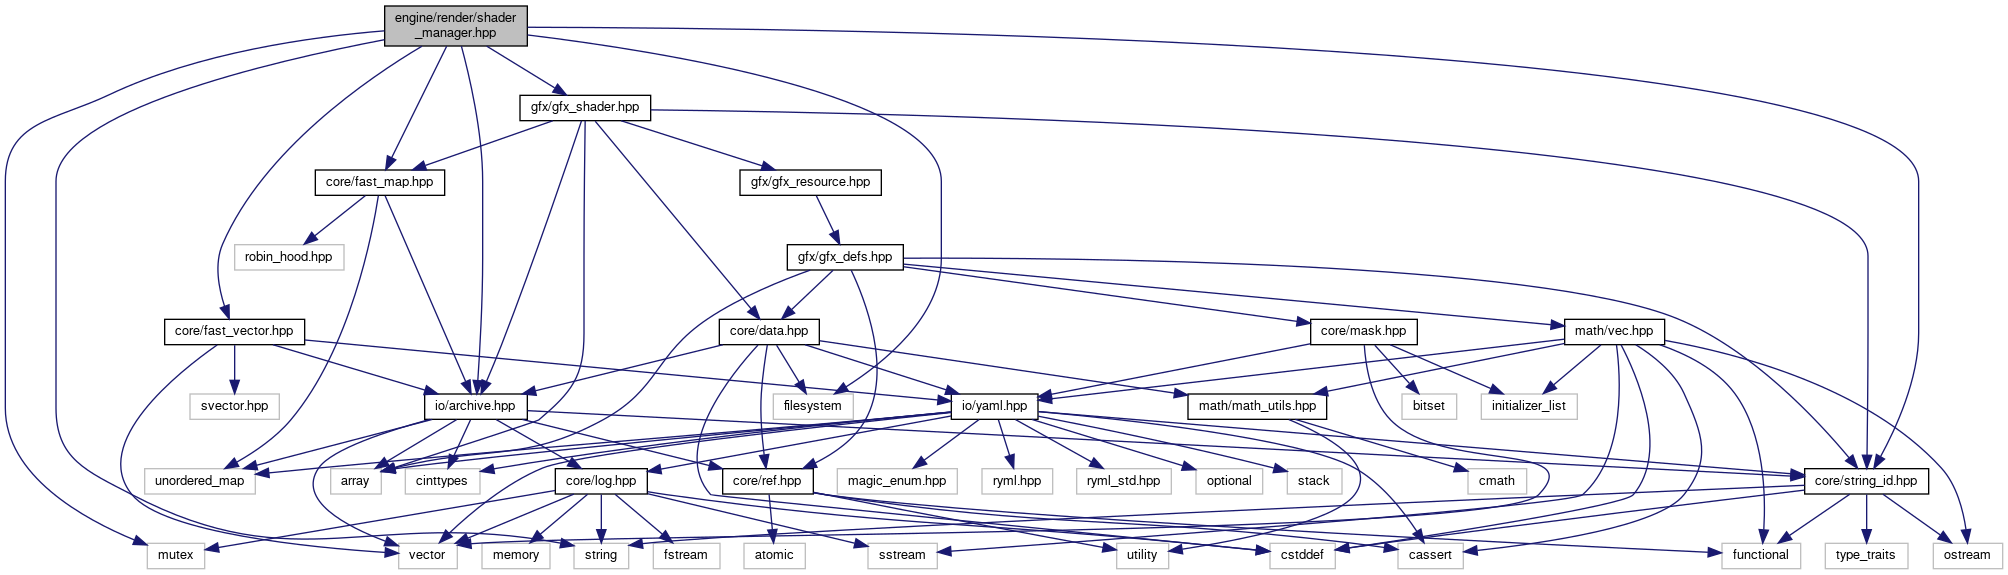 engine/render/shader
_manager.hpp
gfx/gfx_shader.hpp
core/fast_map.hpp
gfx/gfx_resource.hpp
robin_hood.hpp
gfx/gfx_defs.hpp
core/fast_vector.hpp
core/data.hpp
core/mask.hpp
math/vec.hpp
svector.hpp
io/archive.hpp
filesystem
io/yaml.hpp
math/math_utils.hpp
bitset
initializer_list
unordered_map
array
cinttypes
core/log.hpp
core/ref.hpp
magic_enum.hpp
ryml.hpp
ryml_std.hpp
optional
stack
cmath
core/string_id.hpp
mutex
vector
memory
string
fstream
atomic
sstream
utility
cstddef
cassert
functional
type_traits
ostream